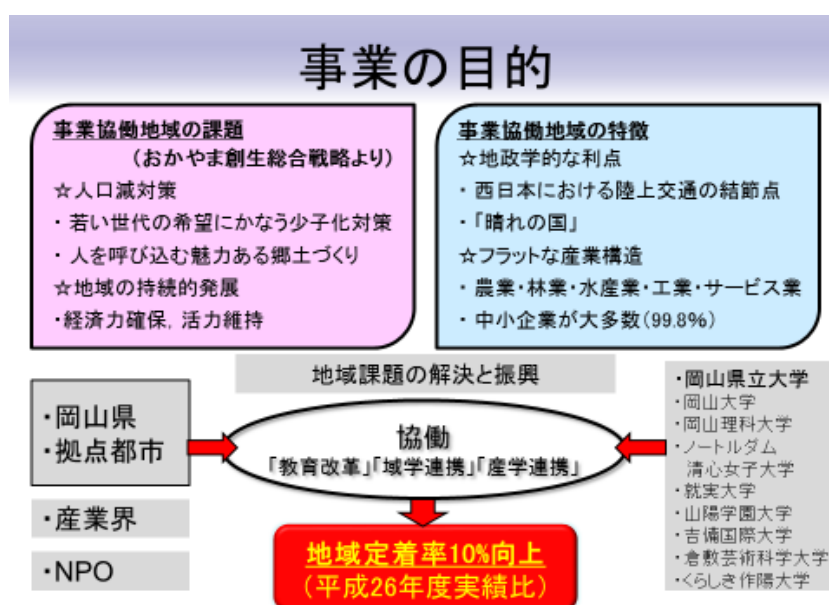 事業の目的
事業協働地域の課題
(おかやま創生総合戦略より)
☆人口減対策
・若い世代の希望にかなう少子化対策
・人を呼び込む魅力ある郷土づくり
☆地域の持続的発展
・経済力確保, 活力維持
事業協働地域の特徴
☆地政学的な利点
・西日本における陸上交通の結節点
・「晴れの国」
☆フラットな産業構造
・農業・林業・水産業・工業・サービス業
・中小企業が大多数(99.8%)
地域課題の解決と振興
・岡山県
・拠点都市
・産業界
・NPO
協働
「教育改革」「域学連携」「産学連携」
地域定着率10%向上
(平成26年度実績比)
・岡山県立大学
・岡山大学
・岡山理科大学
・ノートルダム
清心女子大学
・就実大学
・山陽学園大学
・吉備国際大学
・倉敷芸術科学大学
・くらしき作陽大学